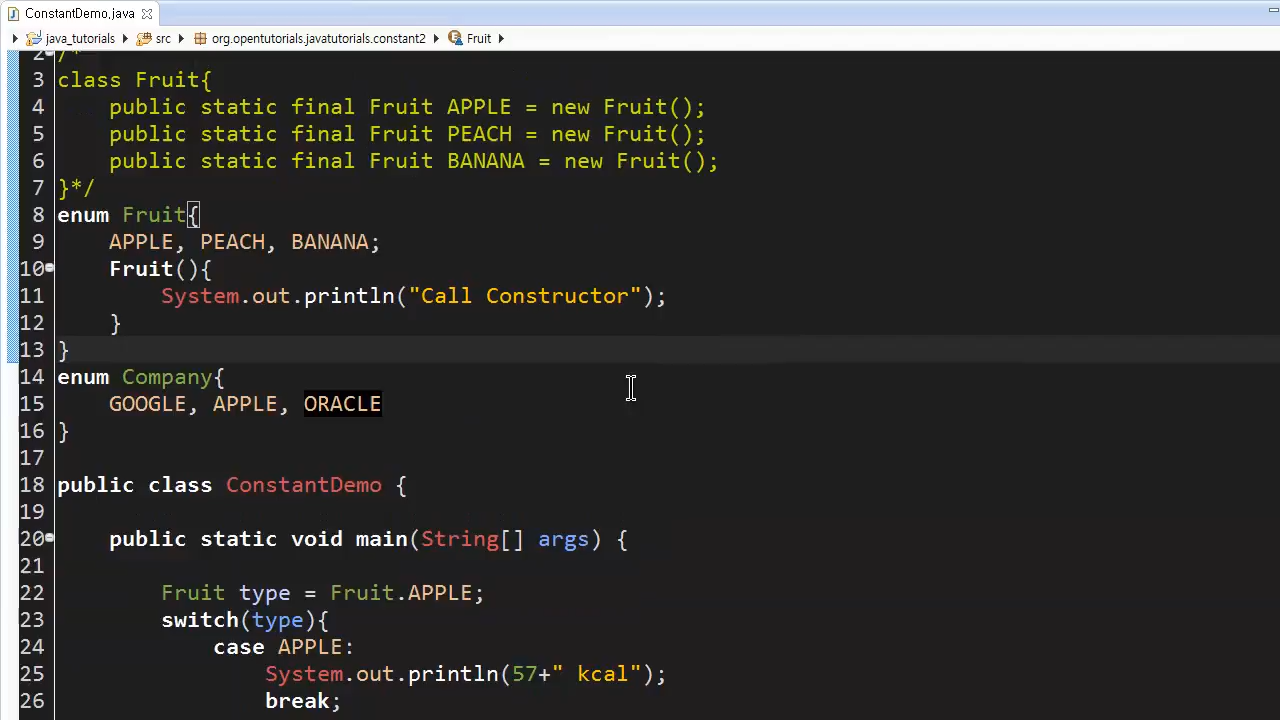 ConstantDemo.java
java_tutorials src org.opentutorials.javatutorials.constant2 Fruit
2 /*
3 class Fruit{
4 public static final Fruit APPLE = new Fruit();
5 public static final Fruit PEACH = new Fruit();
6 public static final Fruit BANANA = new Fruit();
7 }*/
8 enum Fruit{
9 APPLE, PEACH, BANANA;
10 Fruit(){
11 System.out.println("Call Constructor");
12 }
13 }
14 enum Company{
15 GOOGLE, APPLE, ORACLE
16 }
17
18 public class ConstantDemo {
19
20 public static void main(String[] args) {
21
22 Fruit type = Fruit.APPLE;
23 switch(type){
24 case APPLE:
25 System.out.println(57+" kcal");
26 break;